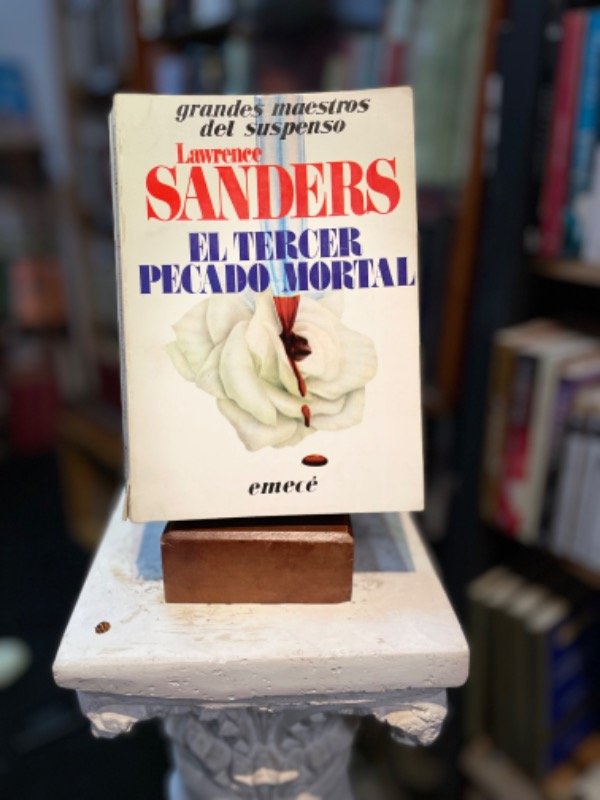 grandes maestros
del suspenso
Lawrence
SANDERS
EL TERCER
PECADO MORTAL
emecé